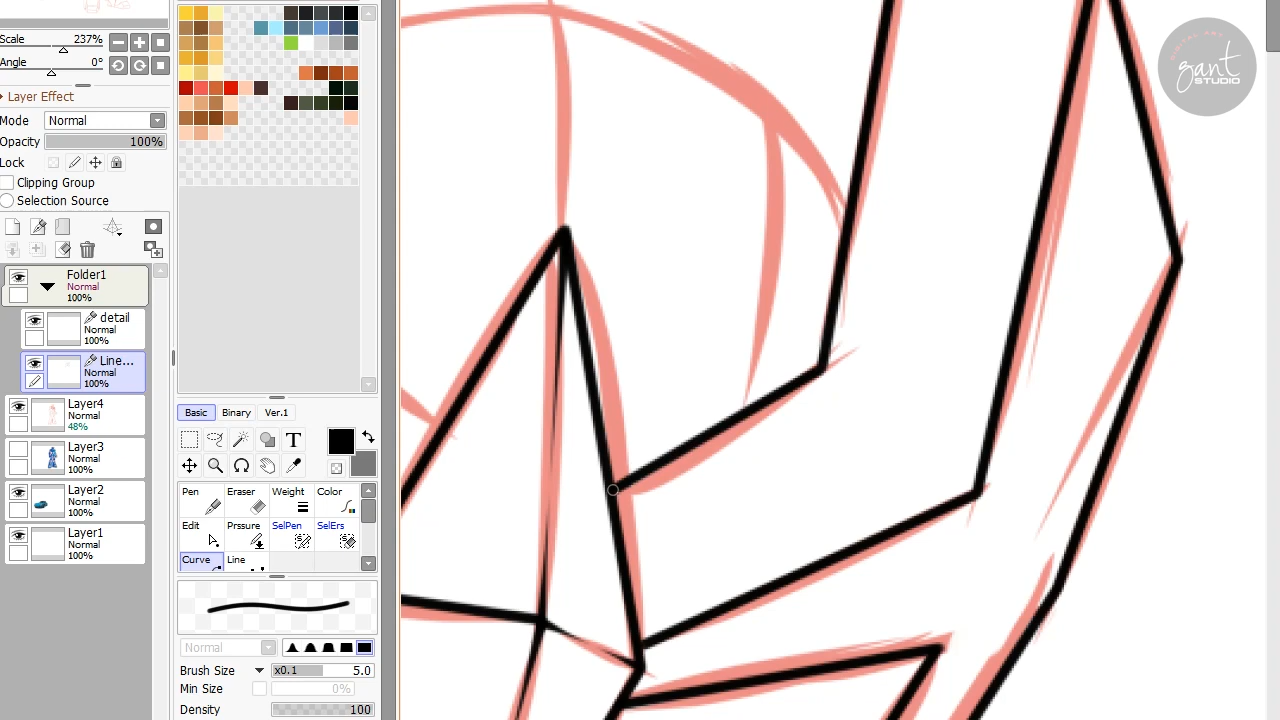 Scale 237%
Angle 0°
Layer Effect
Mode Normal
Opacity 100%
Lock
Clipping Group
Selection Source
Folder1
Normal
100%
detail
Normal
100%
Line...
Normal
100%
Layer4
Normal
48%
Layer3
Normal
100%
Layer2
Normal
100%
Layer1
Normal
100%
Basic Binary Ver.1
T
Pen Eraser Weight Color
Edit Prssure SelPen SelErs
Curve Line
Normal
Brush Size x0.1 5.0
Min Size 0%
Density 100
DIGITAL ART
gant
STUDIO